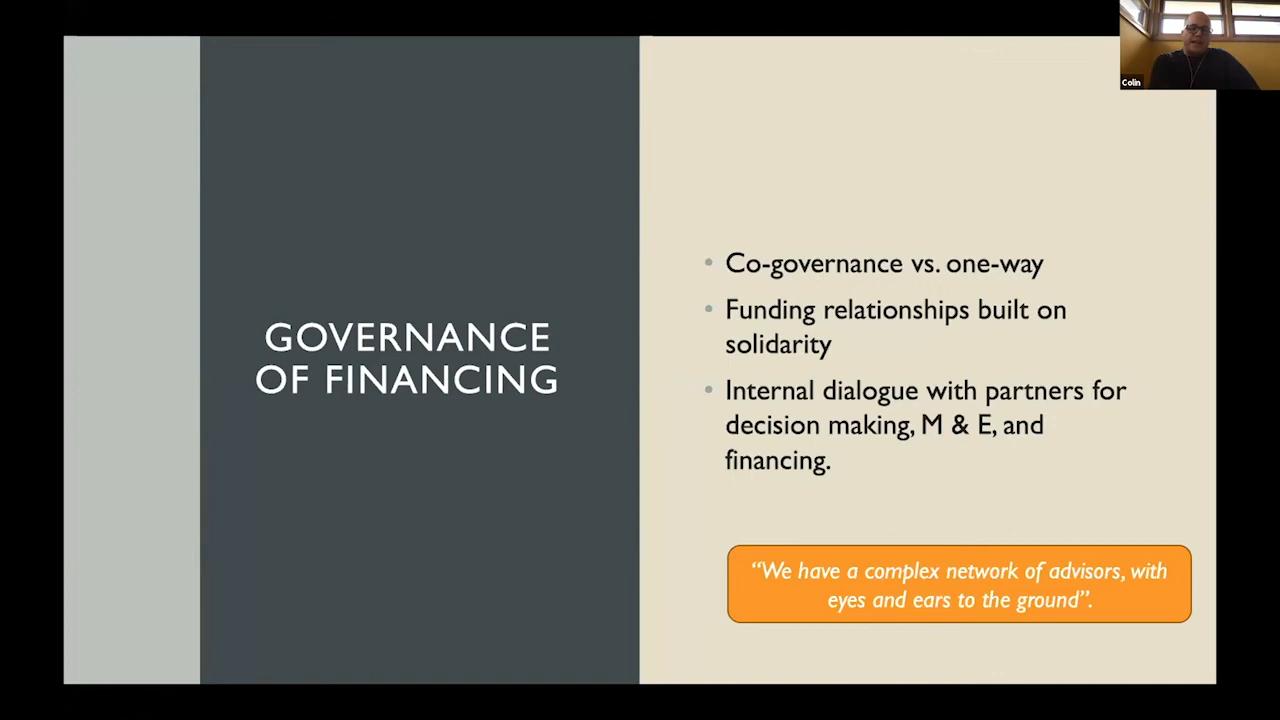 Colin
GOVERNANCE
OF FINANCING
• Co-governance vs. one-way
• Funding relationships built on
solidarity
• Internal dialogue with partners for
decision making, M & E, and
financing.
“We have a complex network of advisors, with
eyes and ears to the ground”.